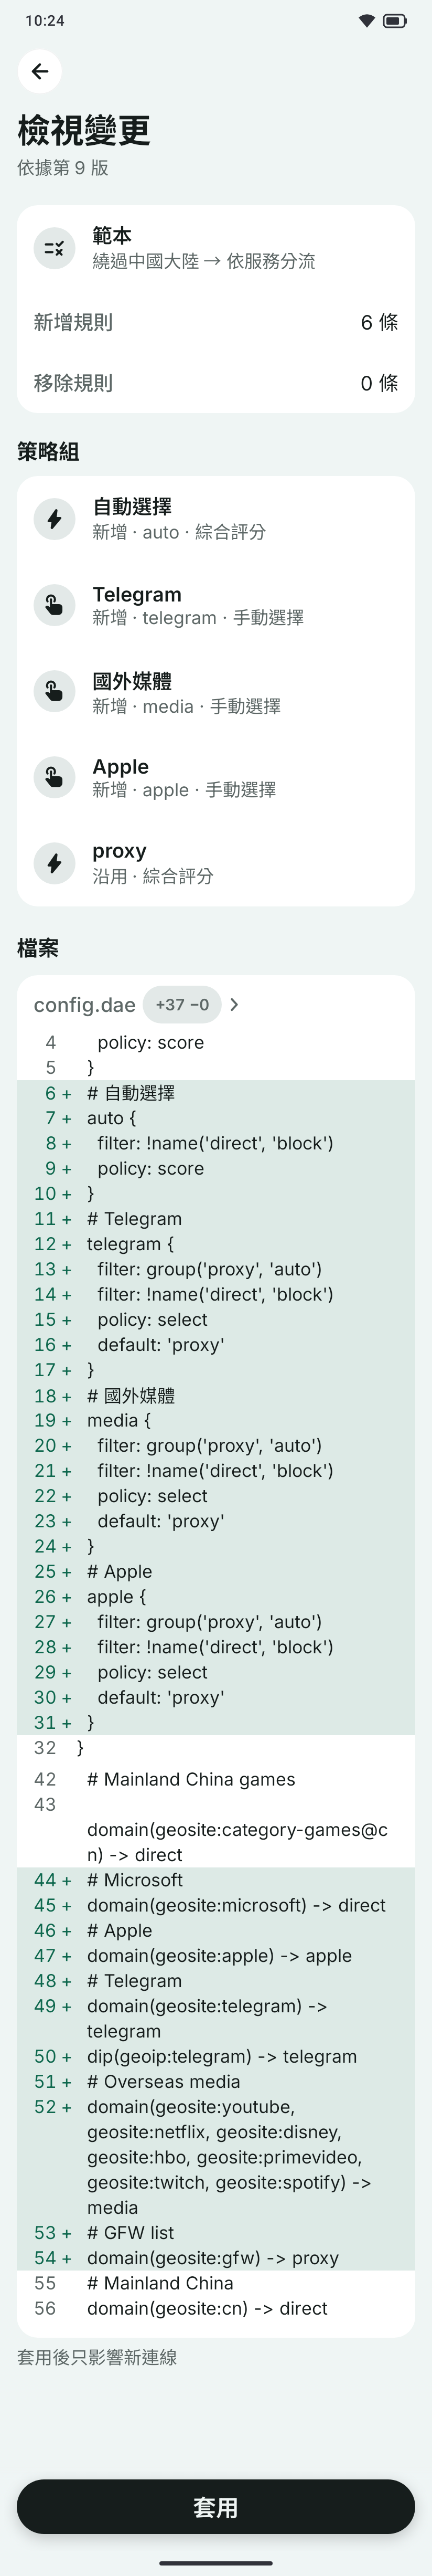 10:24
檢視變更
依據第 9 版
範本
繞過中國大陸 → 依服務分流
新增規則 6 條
移除規則 0 條
策略組
自動選擇
新增 · auto · 綜合評分
Telegram
新增 · telegram · 手動選擇
國外媒體
新增 · media · 手動選擇
Apple
新增 · apple · 手動選擇
proxy
沿用 · 綜合評分
檔案
config.dae +37 −0
4 policy: score
5 }
6 + # 自動選擇
7 + auto {
8 + filter: !name('direct', 'block')
9 + policy: score
10 + }
11 + # Telegram
12 + telegram {
13 + filter: group('proxy', 'auto')
14 + filter: !name('direct', 'block')
15 + policy: select
16 + default: 'proxy'
17 + }
18 + # 國外媒體
19 + media {
20 + filter: group('proxy', 'auto')
21 + filter: !name('direct', 'block')
22 + policy: select
23 + default: 'proxy'
24 + }
25 + # Apple
26 + apple {
27 + filter: group('proxy', 'auto')
28 + filter: !name('direct', 'block')
29 + policy: select
30 + default: 'proxy'
31 + }
32 }
42 # Mainland China games
43
domain(geosite:category-games@c
n) -> direct
44 + # Microsoft
45 + domain(geosite:microsoft) -> direct
46 + # Apple
47 + domain(geosite:apple) -> apple
48 + # Telegram
49 + domain(geosite:telegram) ->
telegram
50 + dip(geoip:telegram) -> telegram
51 + # Overseas media
52 + domain(geosite:youtube,
geosite:netflix, geosite:disney,
geosite:hbo, geosite:primevideo,
geosite:twitch, geosite:spotify) ->
media
53 + # GFW list
54 + domain(geosite:gfw) -> proxy
55 # Mainland China
56 domain(geosite:cn) -> direct
套用後只影響新連線
套用